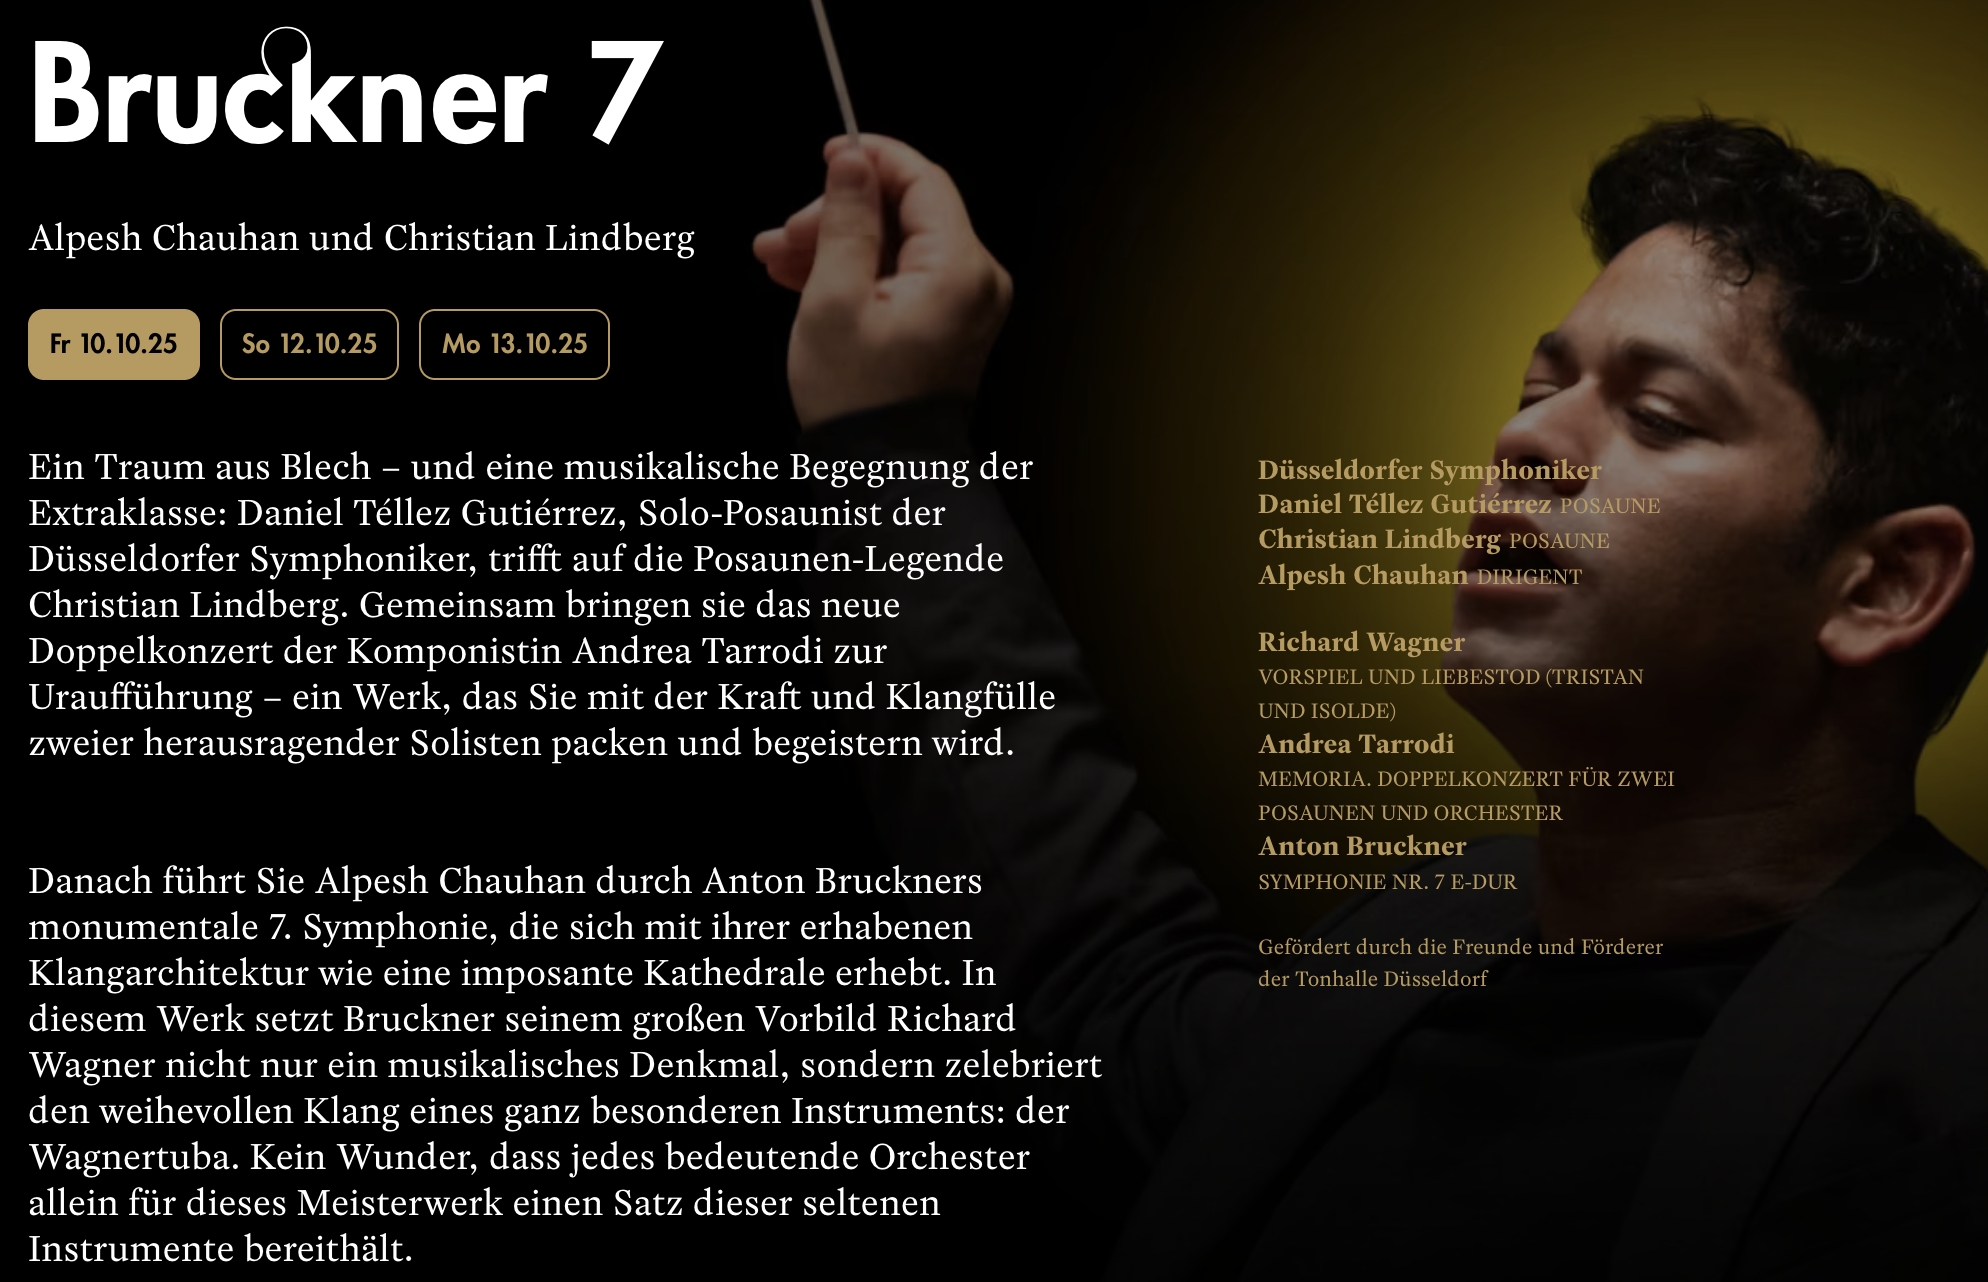 Bruckner 7
Alpesh Chauhan und Christian Lindberg
Fr 10.10.25 So 12.10.25 Mo 13.10.25
Ein Traum aus Blech – und eine musikalische Begegnung der
Extraklasse: Daniel Téllez Gutiérrez, Solo-Posaunist der
Düsseldorfer Symphoniker, trifft auf die Posaunen-Legende
Christian Lindberg. Gemeinsam bringen sie das neue
Doppelkonzert der Komponistin Andrea Tarrodi zur
Uraufführung – ein Werk, das Sie mit der Kraft und Klangfülle
zweier herausragender Solisten packen und begeistern wird.
Danach führt Sie Alpesh Chauhan durch Anton Bruckners
monumentale 7. Symphonie, die sich mit ihrer erhabenen
Klangarchitektur wie eine imposante Kathedrale erhebt. In
diesem Werk setzt Bruckner seinem großen Vorbild Richard
Wagner nicht nur ein musikalisches Denkmal, sondern zelebriert
den weihevollen Klang eines ganz besonderen Instruments: der
Wagnertuba. Kein Wunder, dass jedes bedeutende Orchester
allein für dieses Meisterwerk einen Satz dieser seltenen
Instrumente bereithält.
Düsseldorfer Symphoniker
Daniel Téllez Gutiérrez POSAUNE
Christian Lindberg POSAUNE
Alpesh Chauhan DIRIGENT
Richard Wagner
VORSPIEL UND LIEBESTOD (TRISTAN
UND ISOLDE)
Andrea Tarrodi
MEMORIA. DOPPELKONZERT FÜR ZWEI
POSAUNEN UND ORCHESTER
Anton Bruckner
SYMPHONIE NR. 7 E-DUR
Gefördert durch die Freunde und Förderer
der Tonhalle Düsseldorf